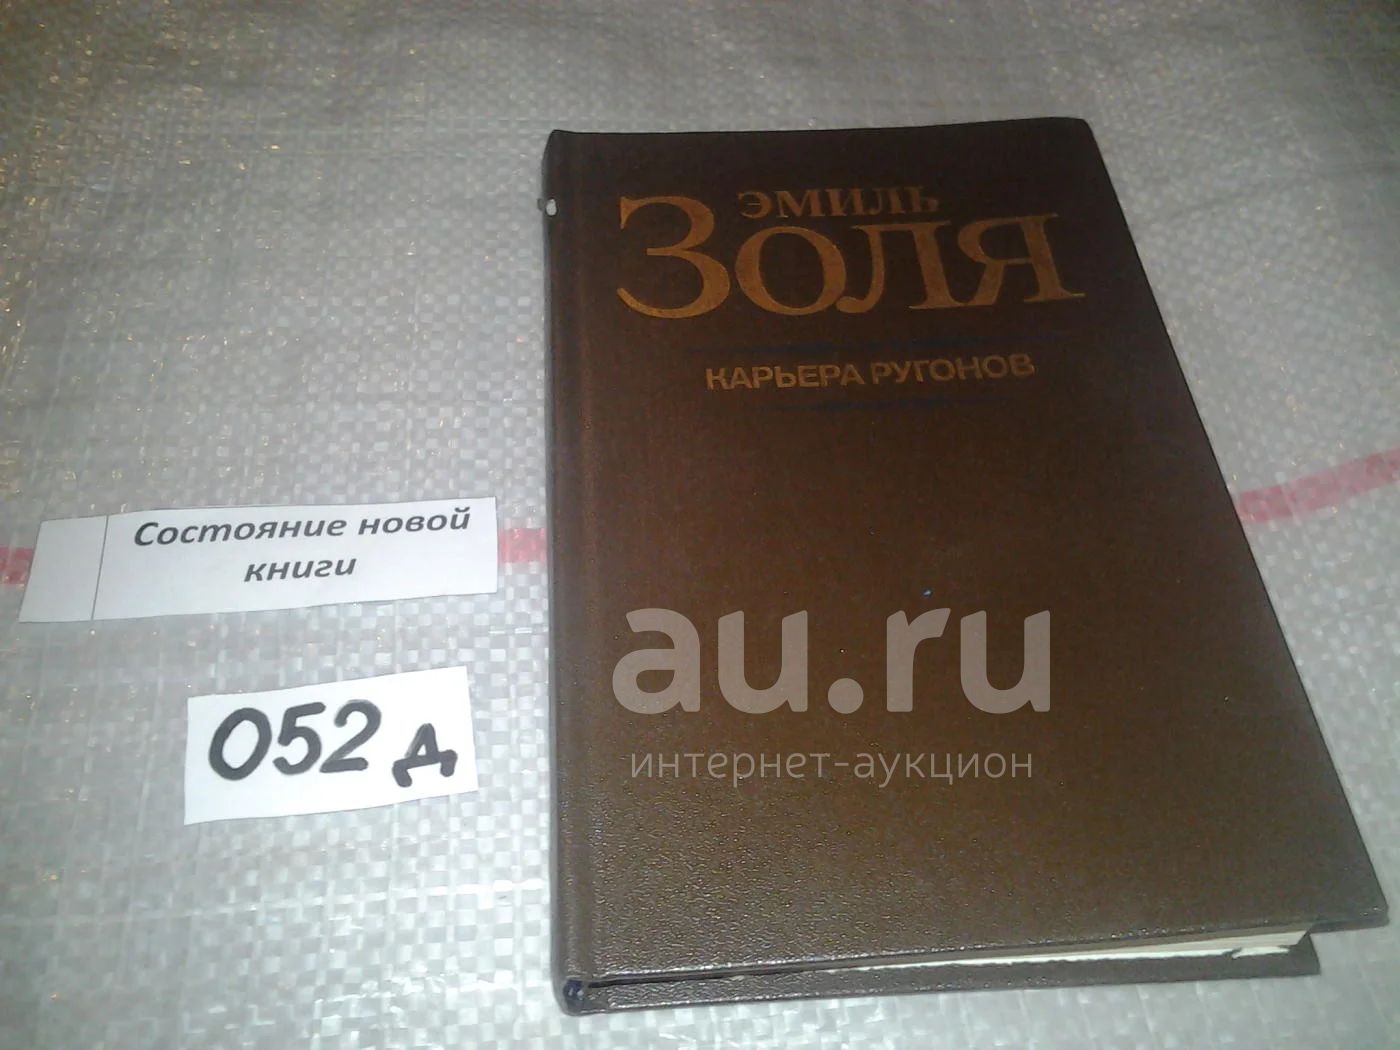 ЭМИЛЬ
ЗОЛЯ
КАРЬЕРА РУГОНОВ
Состояние новой
книги
052 д
au.ru
интернет-аукцион